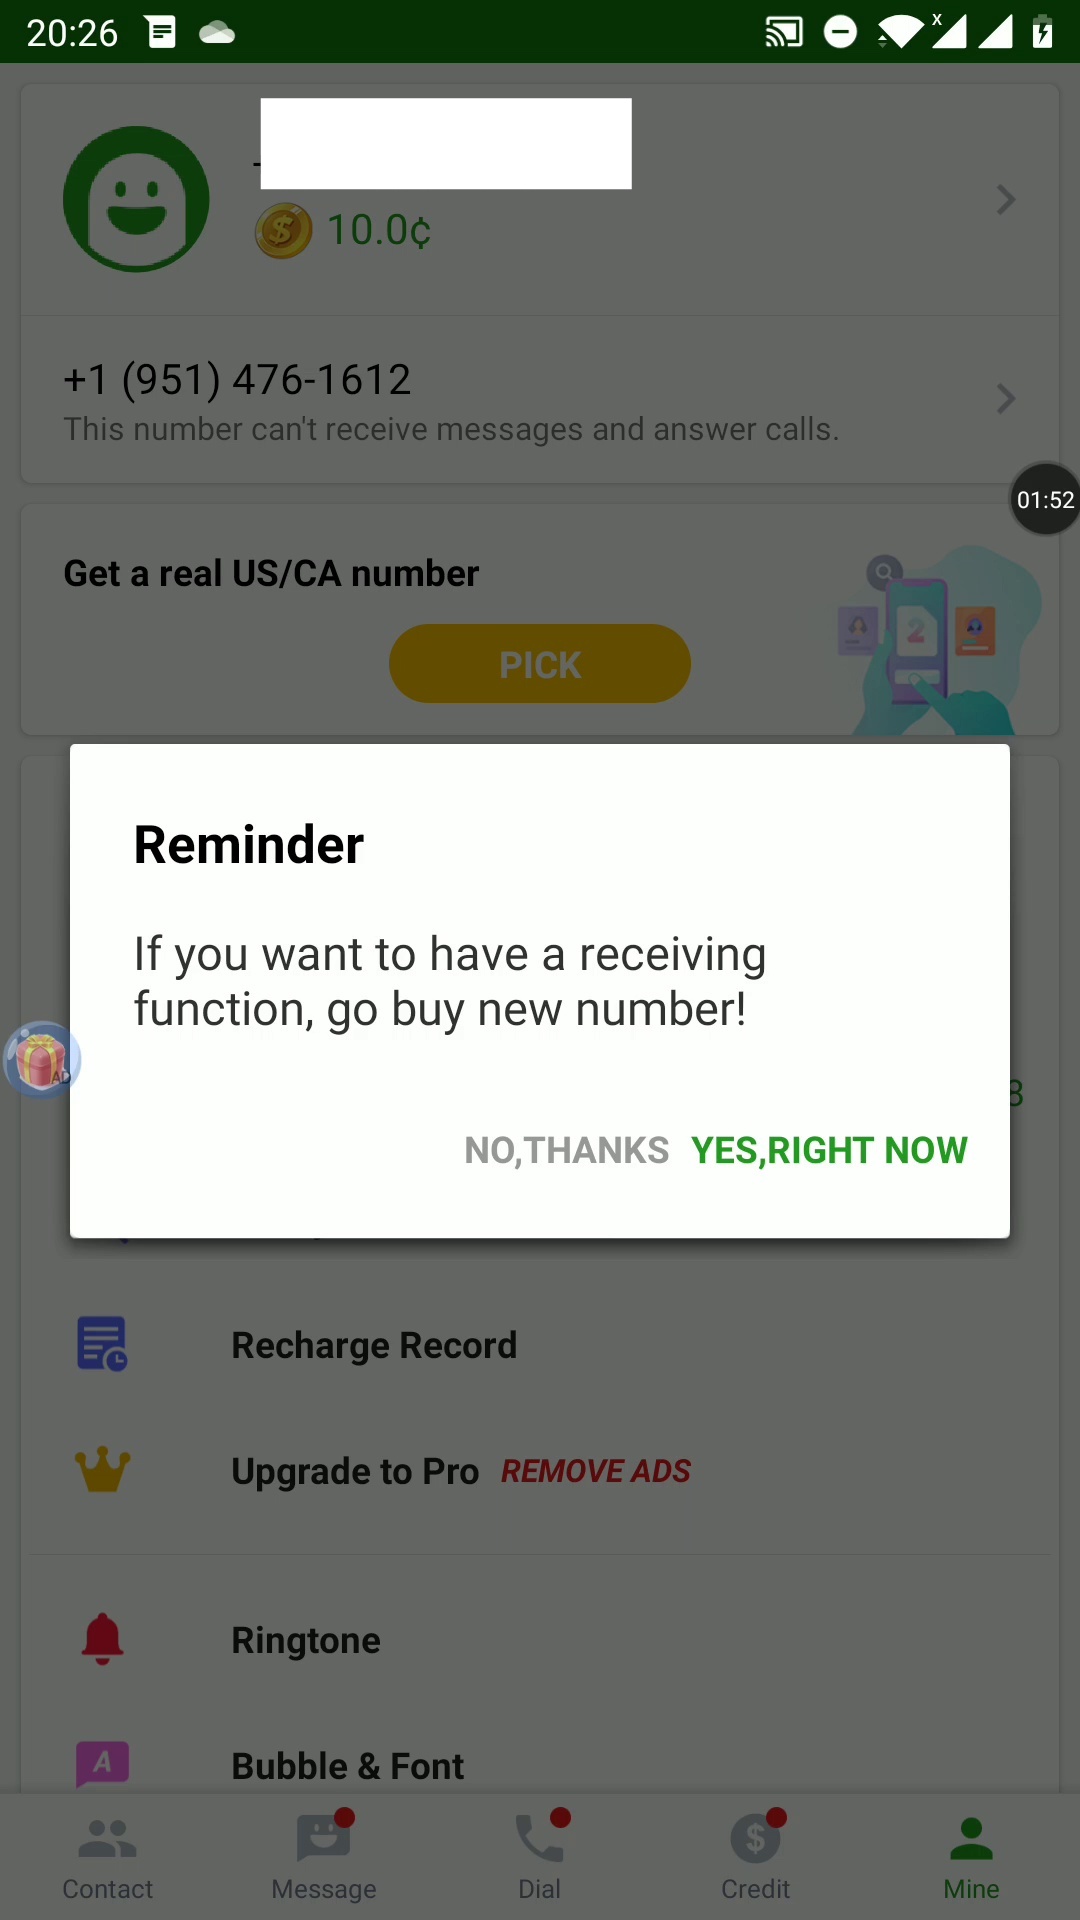 20:26
x
10.0¢
+1 (951) 476-1612
This number can't receive messages and answer calls.
01:52
Get a real US/CA number
2
PICK
Reminder
If you want to have a receiving
function, go buy new number!
AD
NO,THANKS YES,RIGHT NOW
Recharge Record
Upgrade to Pro REMOVE ADS
Ringtone
A
Bubble & Font
Contact
Message
Dial
Credit
Mine